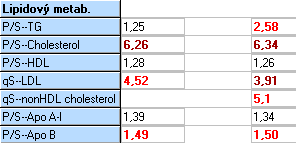 Lipidový metab.
P/S--TG 1,25 2,58
P/S--Cholesterol 6,26 6,34
P/S--HDL 1,28 1,26
qS--LDL 4,52 3,91
qS--nonHDL cholesterol 5,1
P/S--Apo A-I 1,39 1,34
P/S--Apo B 1,49 1,50